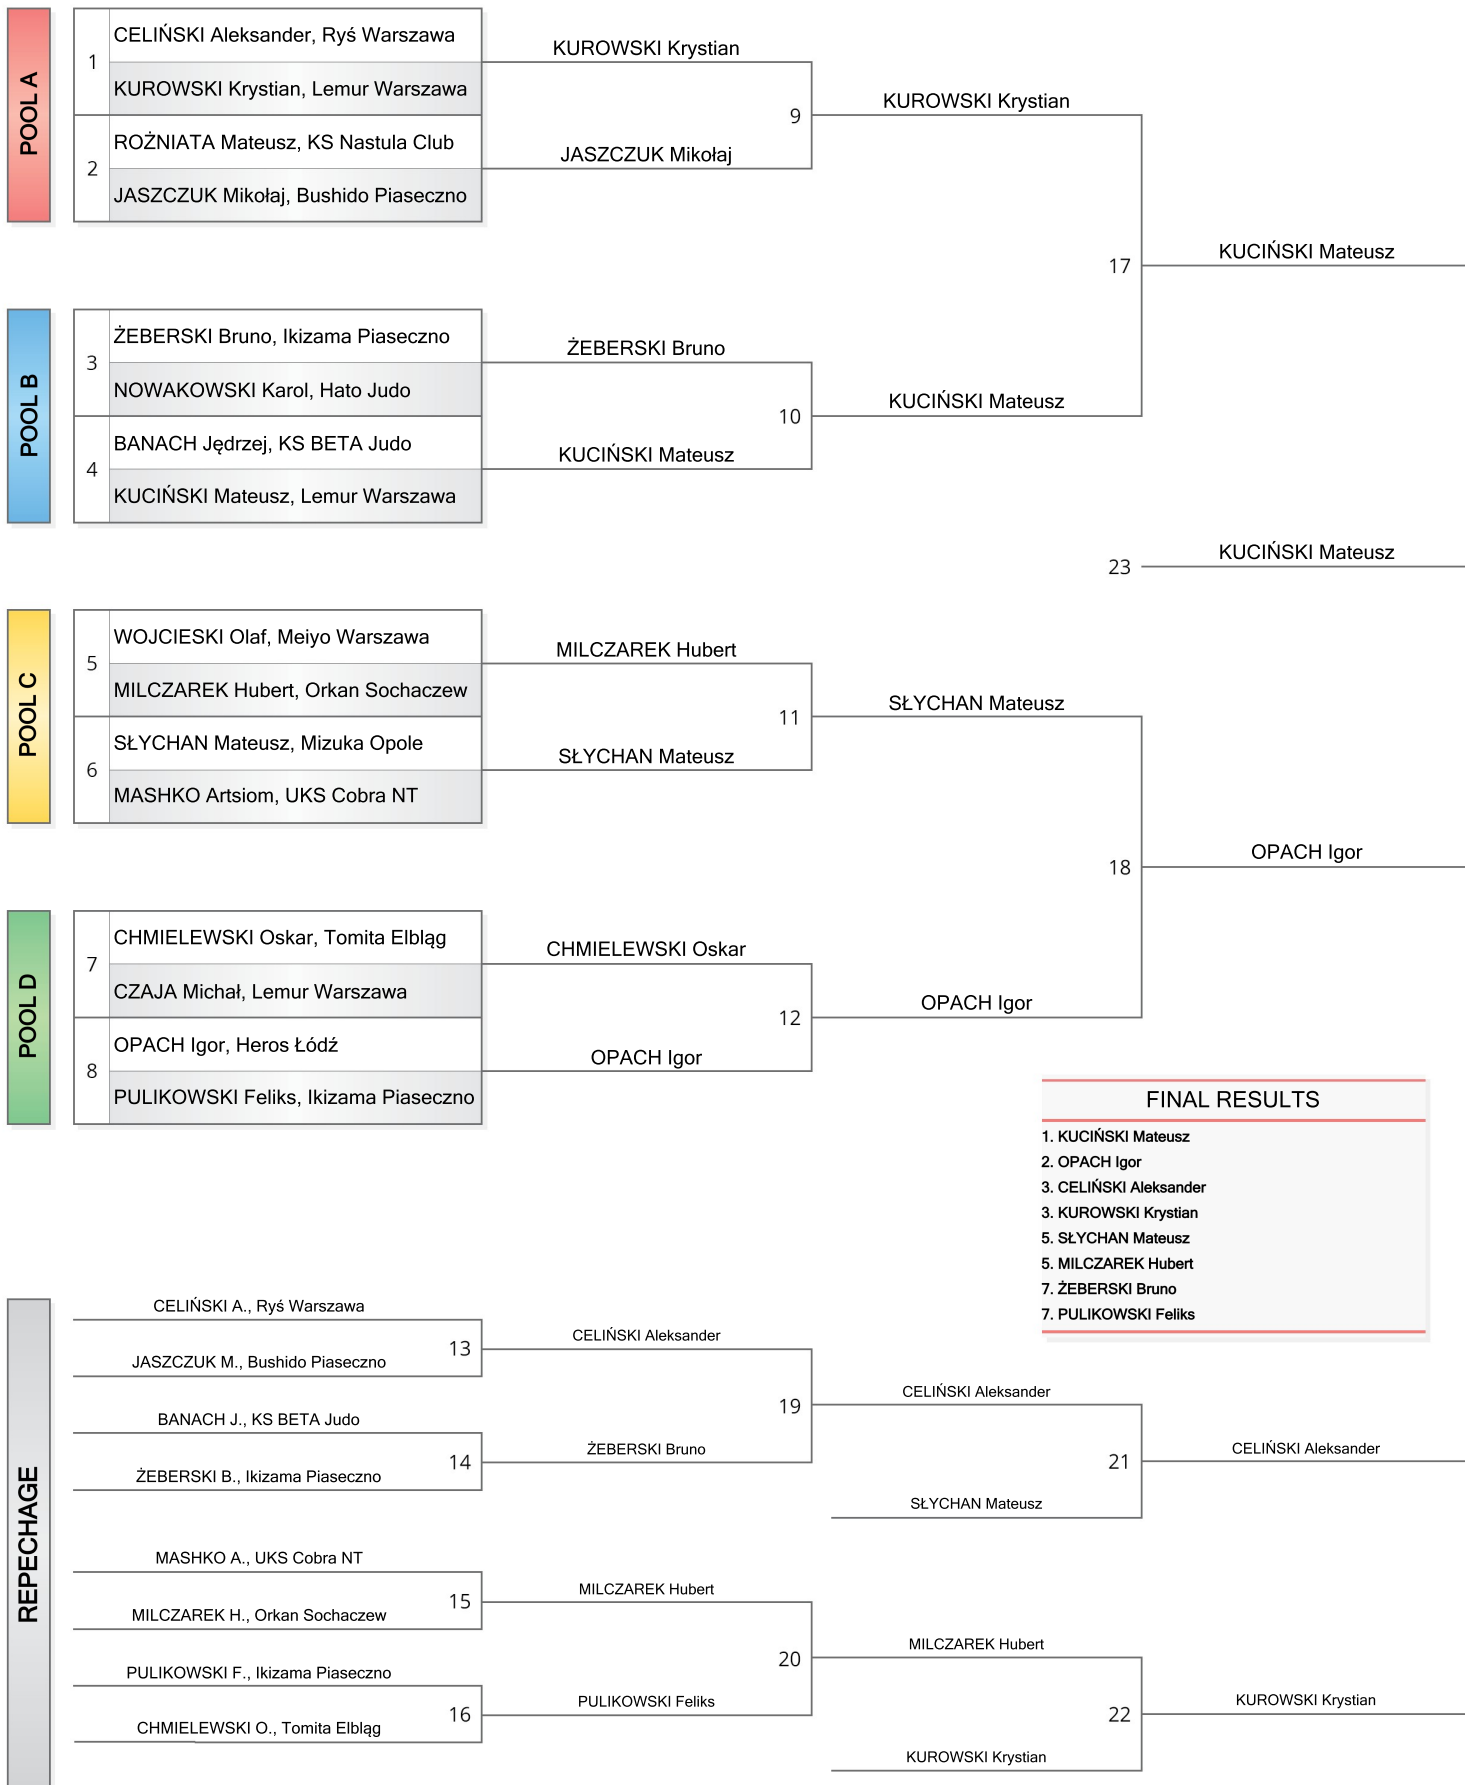 POOL A
1
CELIŃSKI Aleksander, Ryś Warszawa
KUROWSKI Krystian, Lemur Warszawa
2
ROŻNIATA Mateusz, KS Nastula Club
JASZCZUK Mikołaj, Bushido Piaseczno
KUROWSKI Krystian
JASZCZUK Mikołaj
9
KUROWSKI Krystian
POOL B
3
ŻEBERSKI Bruno, Ikizama Piaseczno
NOWAKOWSKI Karol, Hato Judo
4
BANACH Jędrzej, KS BETA Judo
KUCIŃSKI Mateusz, Lemur Warszawa
ŻEBERSKI Bruno
KUCIŃSKI Mateusz
10
KUCIŃSKI Mateusz
17
KUCIŃSKI Mateusz
23
KUCIŃSKI Mateusz
POOL C
5
WOJCIESKI Olaf, Meiyo Warszawa
MILCZAREK Hubert, Orkan Sochaczew
6
SŁYCHAN Mateusz, Mizuka Opole
MASHKO Artsiom, UKS Cobra NT
MILCZAREK Hubert
SŁYCHAN Mateusz
11
SŁYCHAN Mateusz
POOL D
7
CHMIELEWSKI Oskar, Tomita Elbląg
CZAJA Michał, Lemur Warszawa
8
OPACH Igor, Heros Łódź
PULIKOWSKI Feliks, Ikizama Piaseczno
CHMIELEWSKI Oskar
OPACH Igor
12
OPACH Igor
18
OPACH Igor
FINAL RESULTS
1. KUCIŃSKI Mateusz
2. OPACH Igor
3. CELIŃSKI Aleksander
3. KUROWSKI Krystian
5. SŁYCHAN Mateusz
5. MILCZAREK Hubert
7. ŻEBERSKI Bruno
7. PULIKOWSKI Feliks
REPECHAGE
CELIŃSKI A., Ryś Warszawa
JASZCZUK M., Bushido Piaseczno
13
CELIŃSKI Aleksander
BANACH J., KS BETA Judo
ŻEBERSKI B., Ikizama Piaseczno
14
ŻEBERSKI Bruno
19
CELIŃSKI Aleksander
SŁYCHAN Mateusz
21
CELIŃSKI Aleksander
MASHKO A., UKS Cobra NT
MILCZAREK H., Orkan Sochaczew
15
MILCZAREK Hubert
PULIKOWSKI F., Ikizama Piaseczno
CHMIELEWSKI O., Tomita Elbląg
16
PULIKOWSKI Feliks
20
MILCZAREK Hubert
KUROWSKI Krystian
22
KUROWSKI Krystian